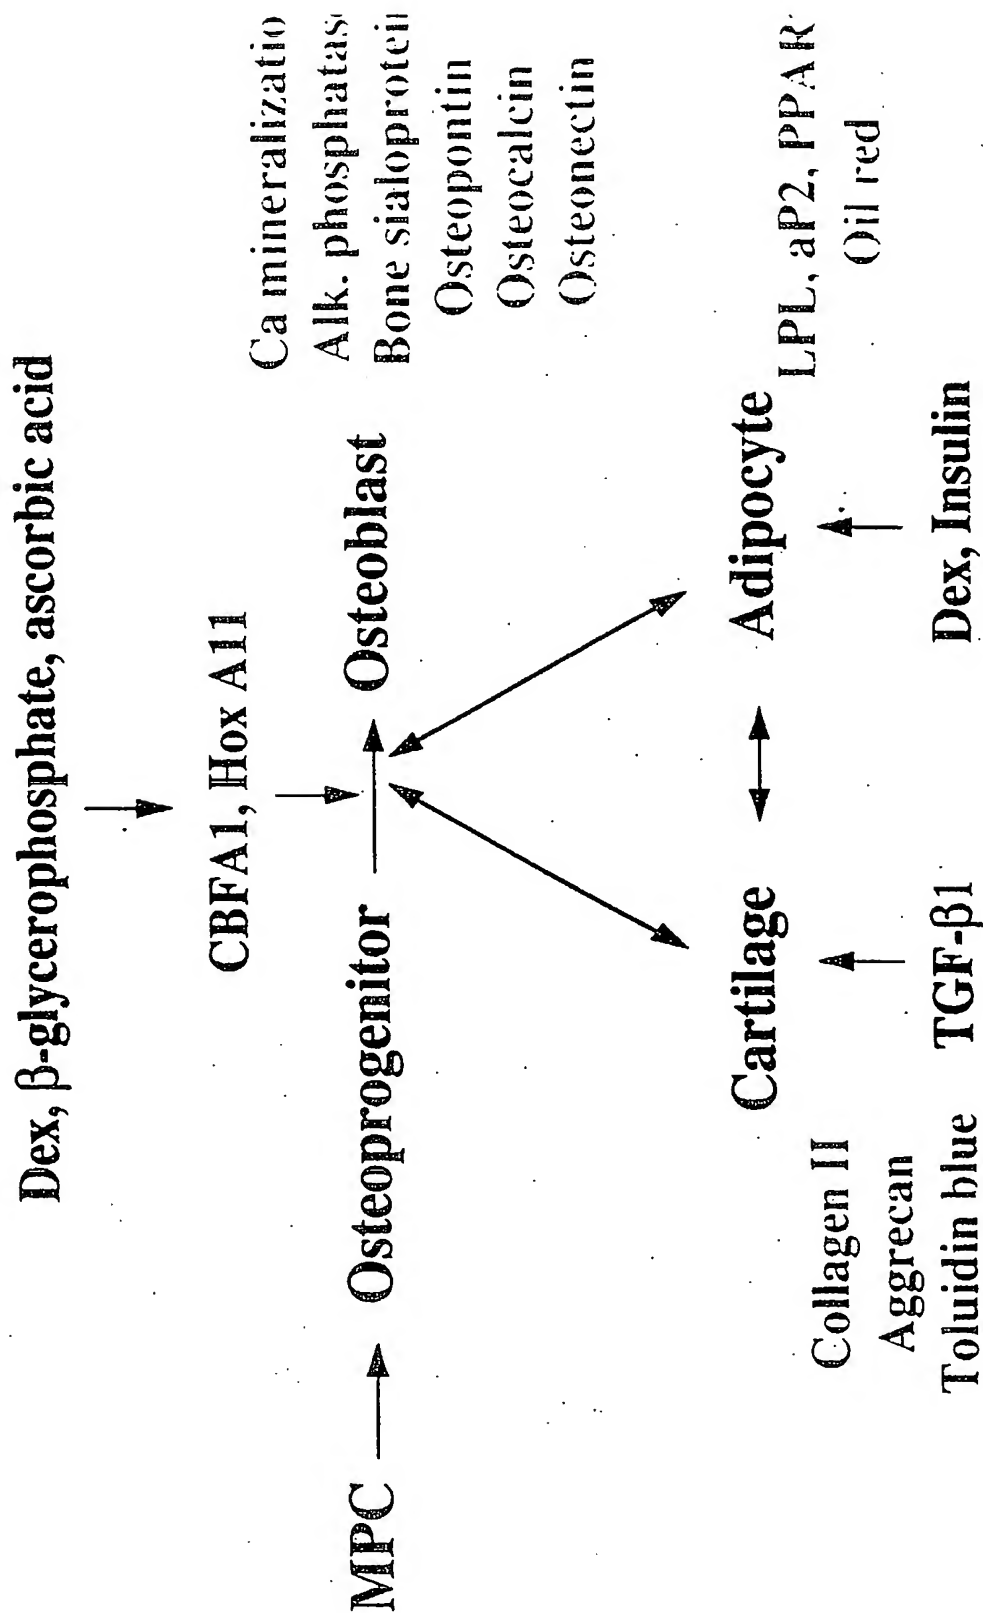 Dex, β-glycerophosphate, ascorbic acid
CBFA1, Hox A11
MPC
Osteoprogenitor
Osteoblast
Ca mineralizatio
Alk. phosphatas
Bone sialoprotei
Osteopontin
Osteocalcin
Osteonectin
Cartilage
Adipocyte
Collagen II
Aggrecan
Toluidin blue
TGF-β1
Dex, Insulin
LPL, aP2, PPAR
Oil red